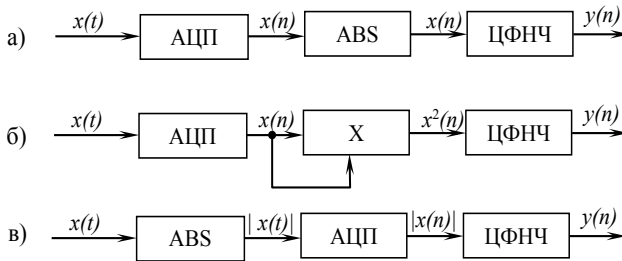 x(t) x(n) x(n) y(n)
а) АЦП ABS ЦФНЧ
x(t) x(n) x²(n) y(n)
б) АЦП X ЦФНЧ
x(t) |x(t)| |x(n)| y(n)
в) ABS АЦП ЦФНЧ